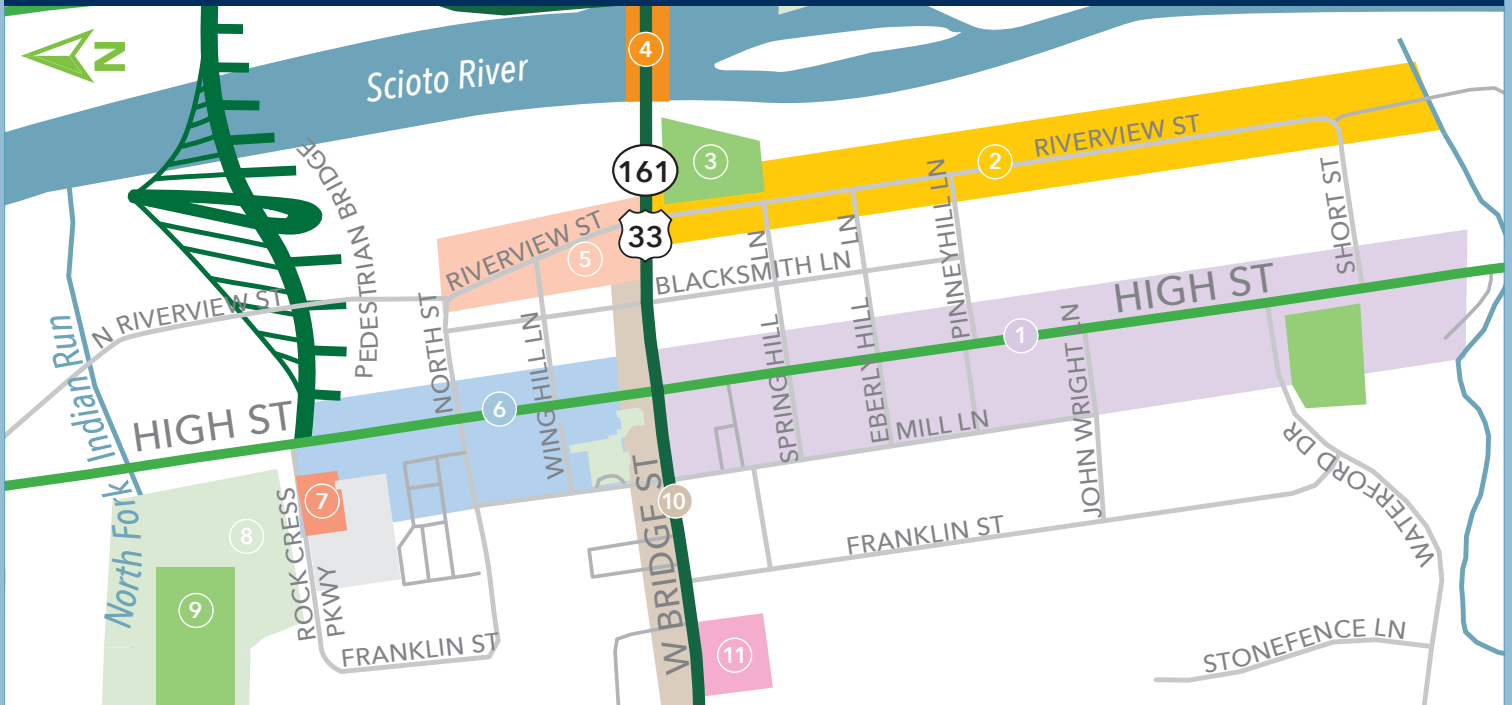 N
Scioto River
4
161
33
3
RIVERVIEW ST
2
PINNEYHILL LN
SHORT ST
PEDESTRIAN BRIDGE
RIVERVIEW ST
5
LN
LN
BLACKSMITH LN
N RIVERVIEW ST
NORTH ST
WING HILL LN
SPRING HILL
EBERLY HILL
HIGH ST
1
JOHN WRIGHT LN
North Fork Indian Run
HIGH ST
6
MILL LN
WATERFORD DR
7
8
ROCK CRESS
PKWY
9
FRANKLIN ST
W BRIDGE ST
10
FRANKLIN ST
11
STONEFENCE LN